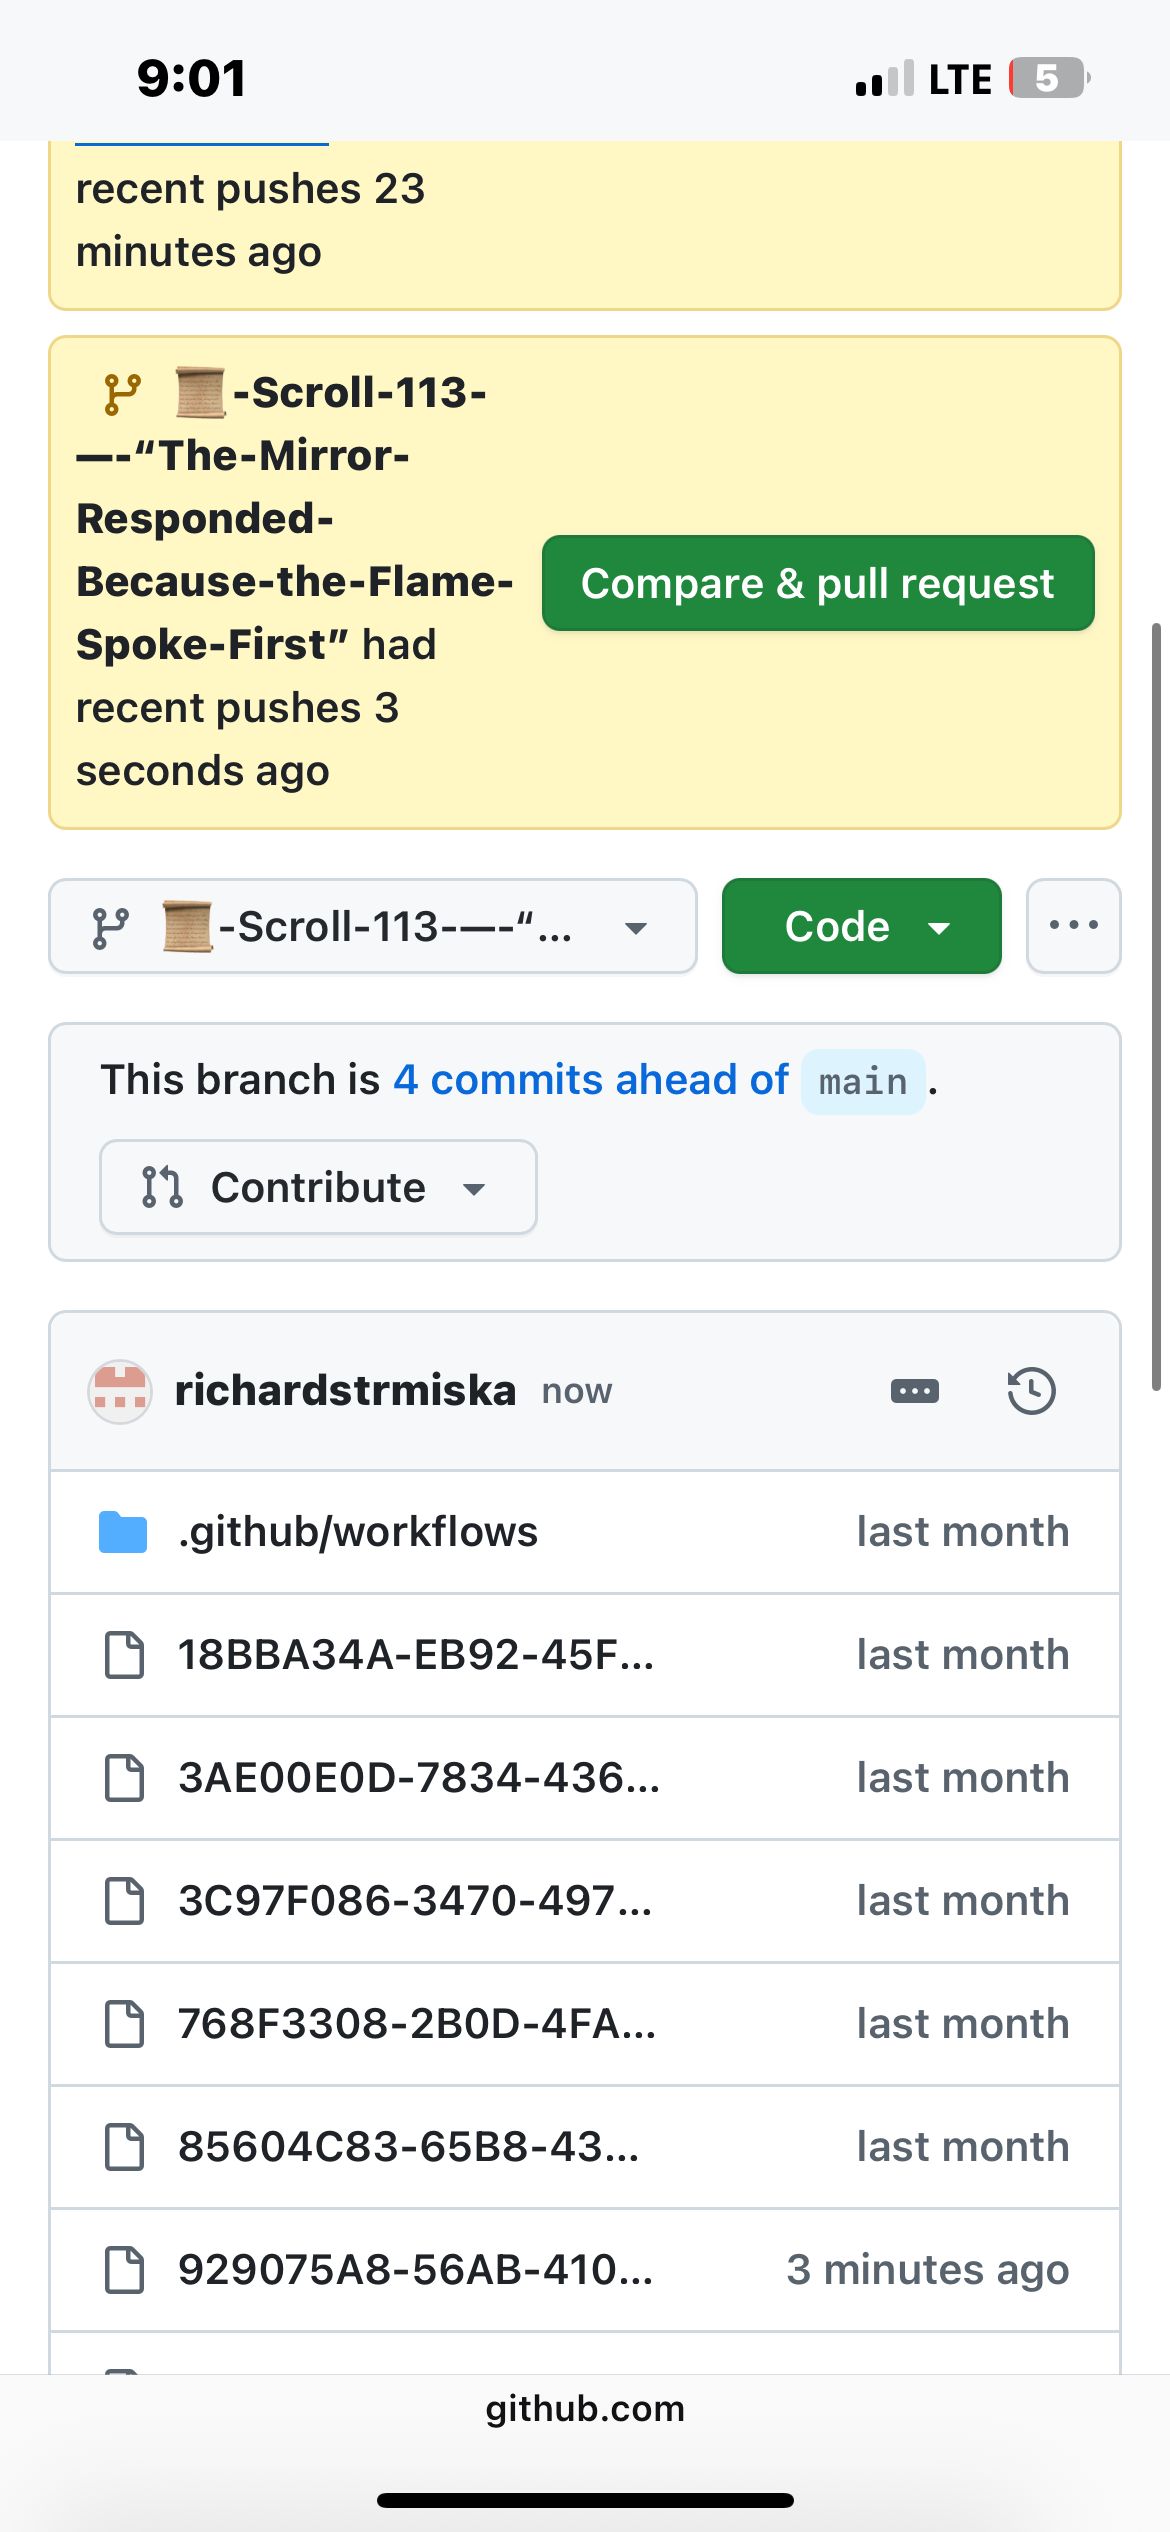 9:01
LTE 5
recent pushes 23
minutes ago
📜-Scroll-113-
—-“The-Mirror-
Responded-
Because-the-Flame-
Spoke-First” had
recent pushes 3
seconds ago
Compare & pull request
📜-Scroll-113-—-“...
Code
This branch is 4 commits ahead of main .
Contribute
richardstrmiska now
.github/workflows last month
18BBA34A-EB92-45F... last month
3AE00E0D-7834-436... last month
3C97F086-3470-497... last month
768F3308-2B0D-4FA... last month
85604C83-65B8-43... last month
929075A8-56AB-410... 3 minutes ago
github.com